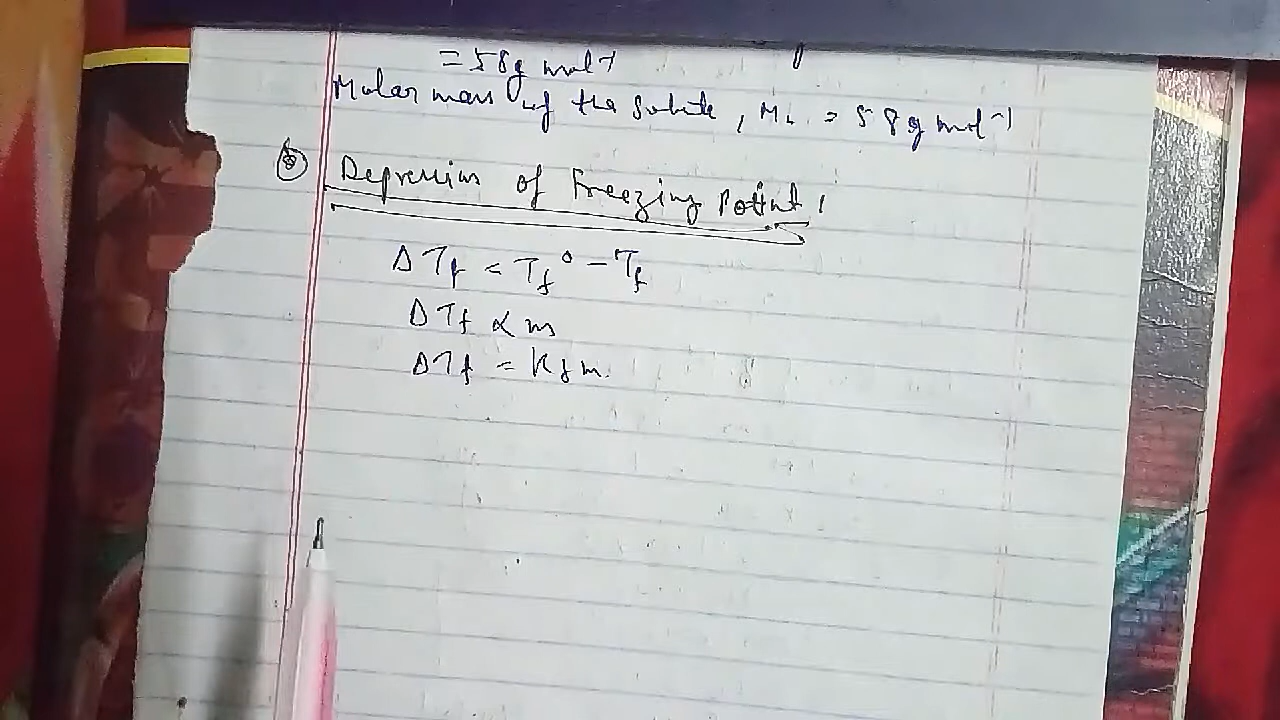 = 58g mol-1
Molar mass of the solute, M2 = 58 g mol-1
Depression of Freezing Point :
ΔTf = Tf° - Tf
ΔTf ∝ m
ΔTf = Kf m.